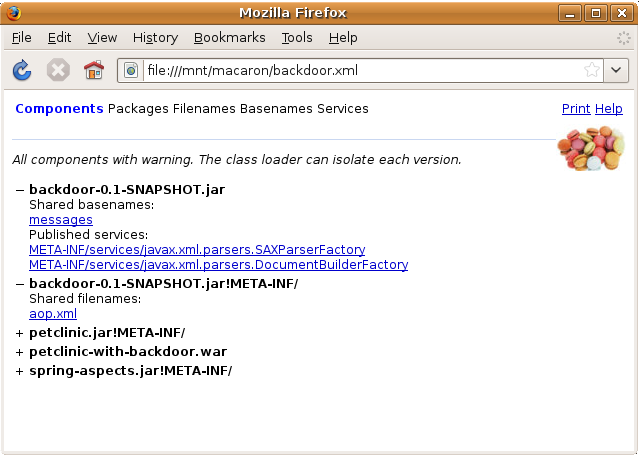 Mozilla Firefox
File Edit View History Bookmarks Tools Help
file:///mnt/macaron/backdoor.xml
Components Packages Filenames Basenames Services Print Help
All components with warning. The class loader can isolate each version.
− backdoor-0.1-SNAPSHOT.jar
Shared basenames:
messages
Published services:
META-INF/services/javax.xml.parsers.SAXParserFactory
META-INF/services/javax.xml.parsers.DocumentBuilderFactory
− backdoor-0.1-SNAPSHOT.jar!META-INF/
Shared filenames:
aop.xml
+ petclinic.jar!META-INF/
+ petclinic-with-backdoor.war
+ spring-aspects.jar!META-INF/